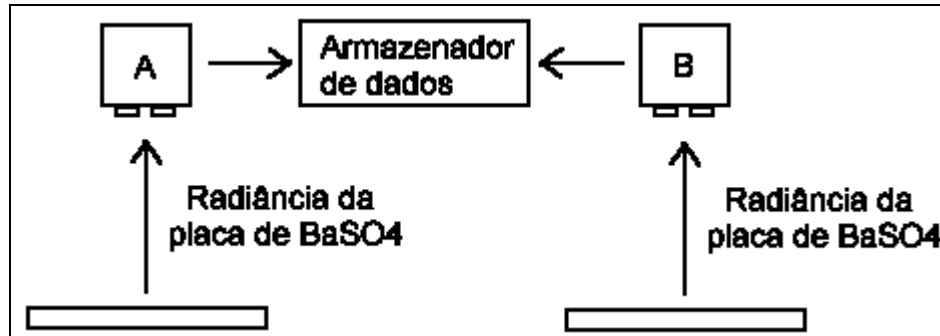 A
Armazenador
de dados
B
Radiância da
placa de BaSO4
Radiância da
placa de BaSO4